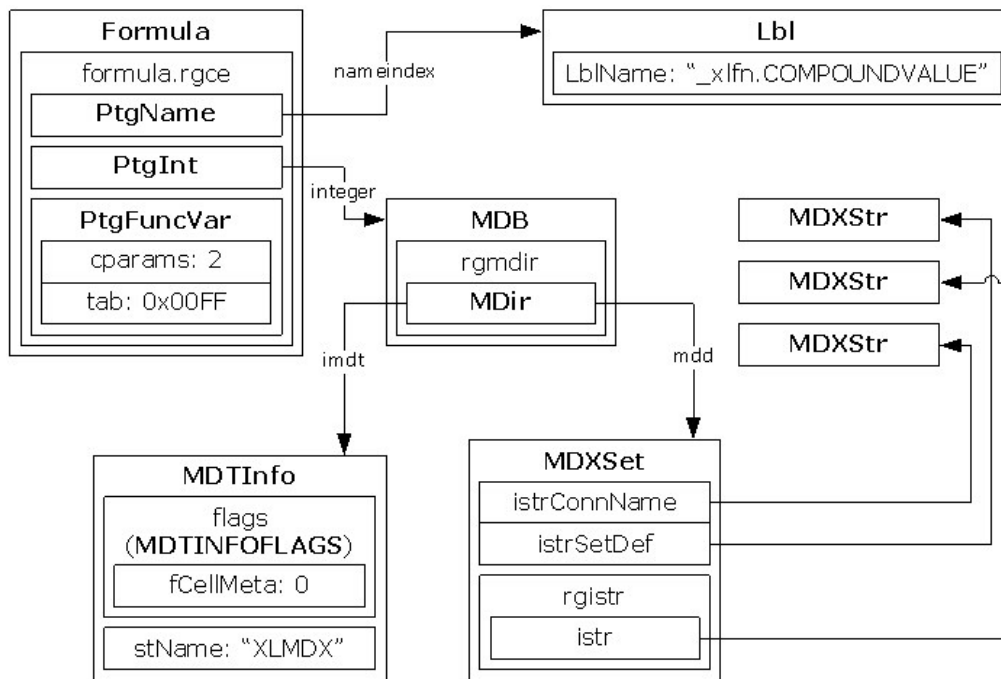 Formula
formula.rgce
PtgName
PtgInt
PtgFuncVar
cparams: 2
tab: 0x00FF
nameindex
Lbl
LblName: “_xlfn.COMPOUNDVALUE”
integer
MDB
rgmdir
MDir
MDXStr
MDXStr
MDXStr
imdt
mdd
MDTInfo
flags
(MDTINFOFLAGS)
fCellMeta: 0
stName: “XLMDX”
MDXSet
istrConnName
istrSetDef
rgistr
istr